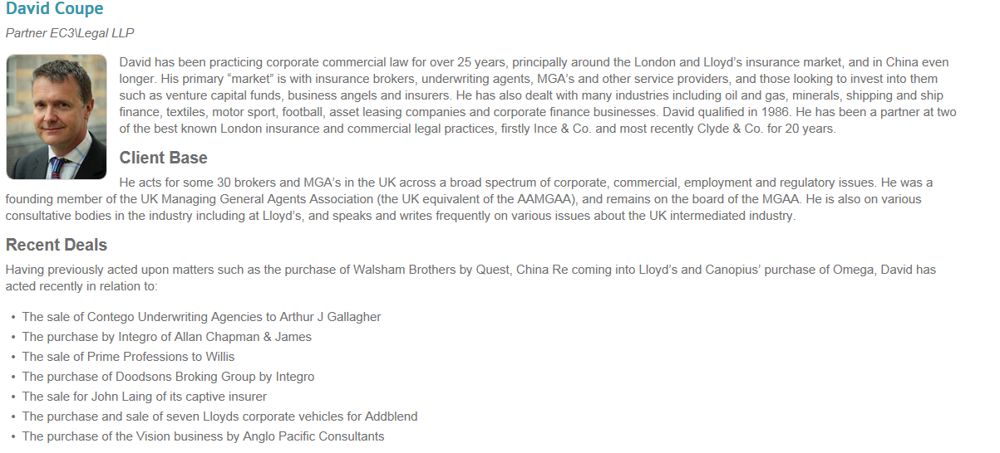 David Coupe
Partner EC3\Legal LLP
David has been practicing corporate commercial law for over 25 years, principally around the London and Lloyd’s insurance market, and in China even
longer. His primary “market” is with insurance brokers, underwriting agents, MGA’s and other service providers, and those looking to invest into them
such as venture capital funds, business angels and insurers. He has also dealt with many industries including oil and gas, minerals, shipping and ship
finance, textiles, motor sport, football, asset leasing companies and corporate finance businesses. David qualified in 1986. He has been a partner at two
of the best known London insurance and commercial legal practices, firstly Ince & Co. and most recently Clyde & Co. for 20 years.
Client Base
He acts for some 30 brokers and MGA’s in the UK across a broad spectrum of corporate, commercial, employment and regulatory issues. He was a
founding member of the UK Managing General Agents Association (the UK equivalent of the AAMGAA), and remains on the board of the MGAA. He is also on various
consultative bodies in the industry including at Lloyd’s, and speaks and writes frequently on various issues about the UK intermediated industry.
Recent Deals
Having previously acted upon matters such as the purchase of Walsham Brothers by Quest, China Re coming into Lloyd’s and Canopius’ purchase of Omega, David has
acted recently in relation to:
• The sale of Contego Underwriting Agencies to Arthur J Gallagher
• The purchase by Integro of Allan Chapman & James
• The sale of Prime Professions to Willis
• The purchase of Doodsons Broking Group by Integro
• The sale for John Laing of its captive insurer
• The purchase and sale of seven Lloyds corporate vehicles for Addblend
• The purchase of the Vision business by Anglo Pacific Consultants